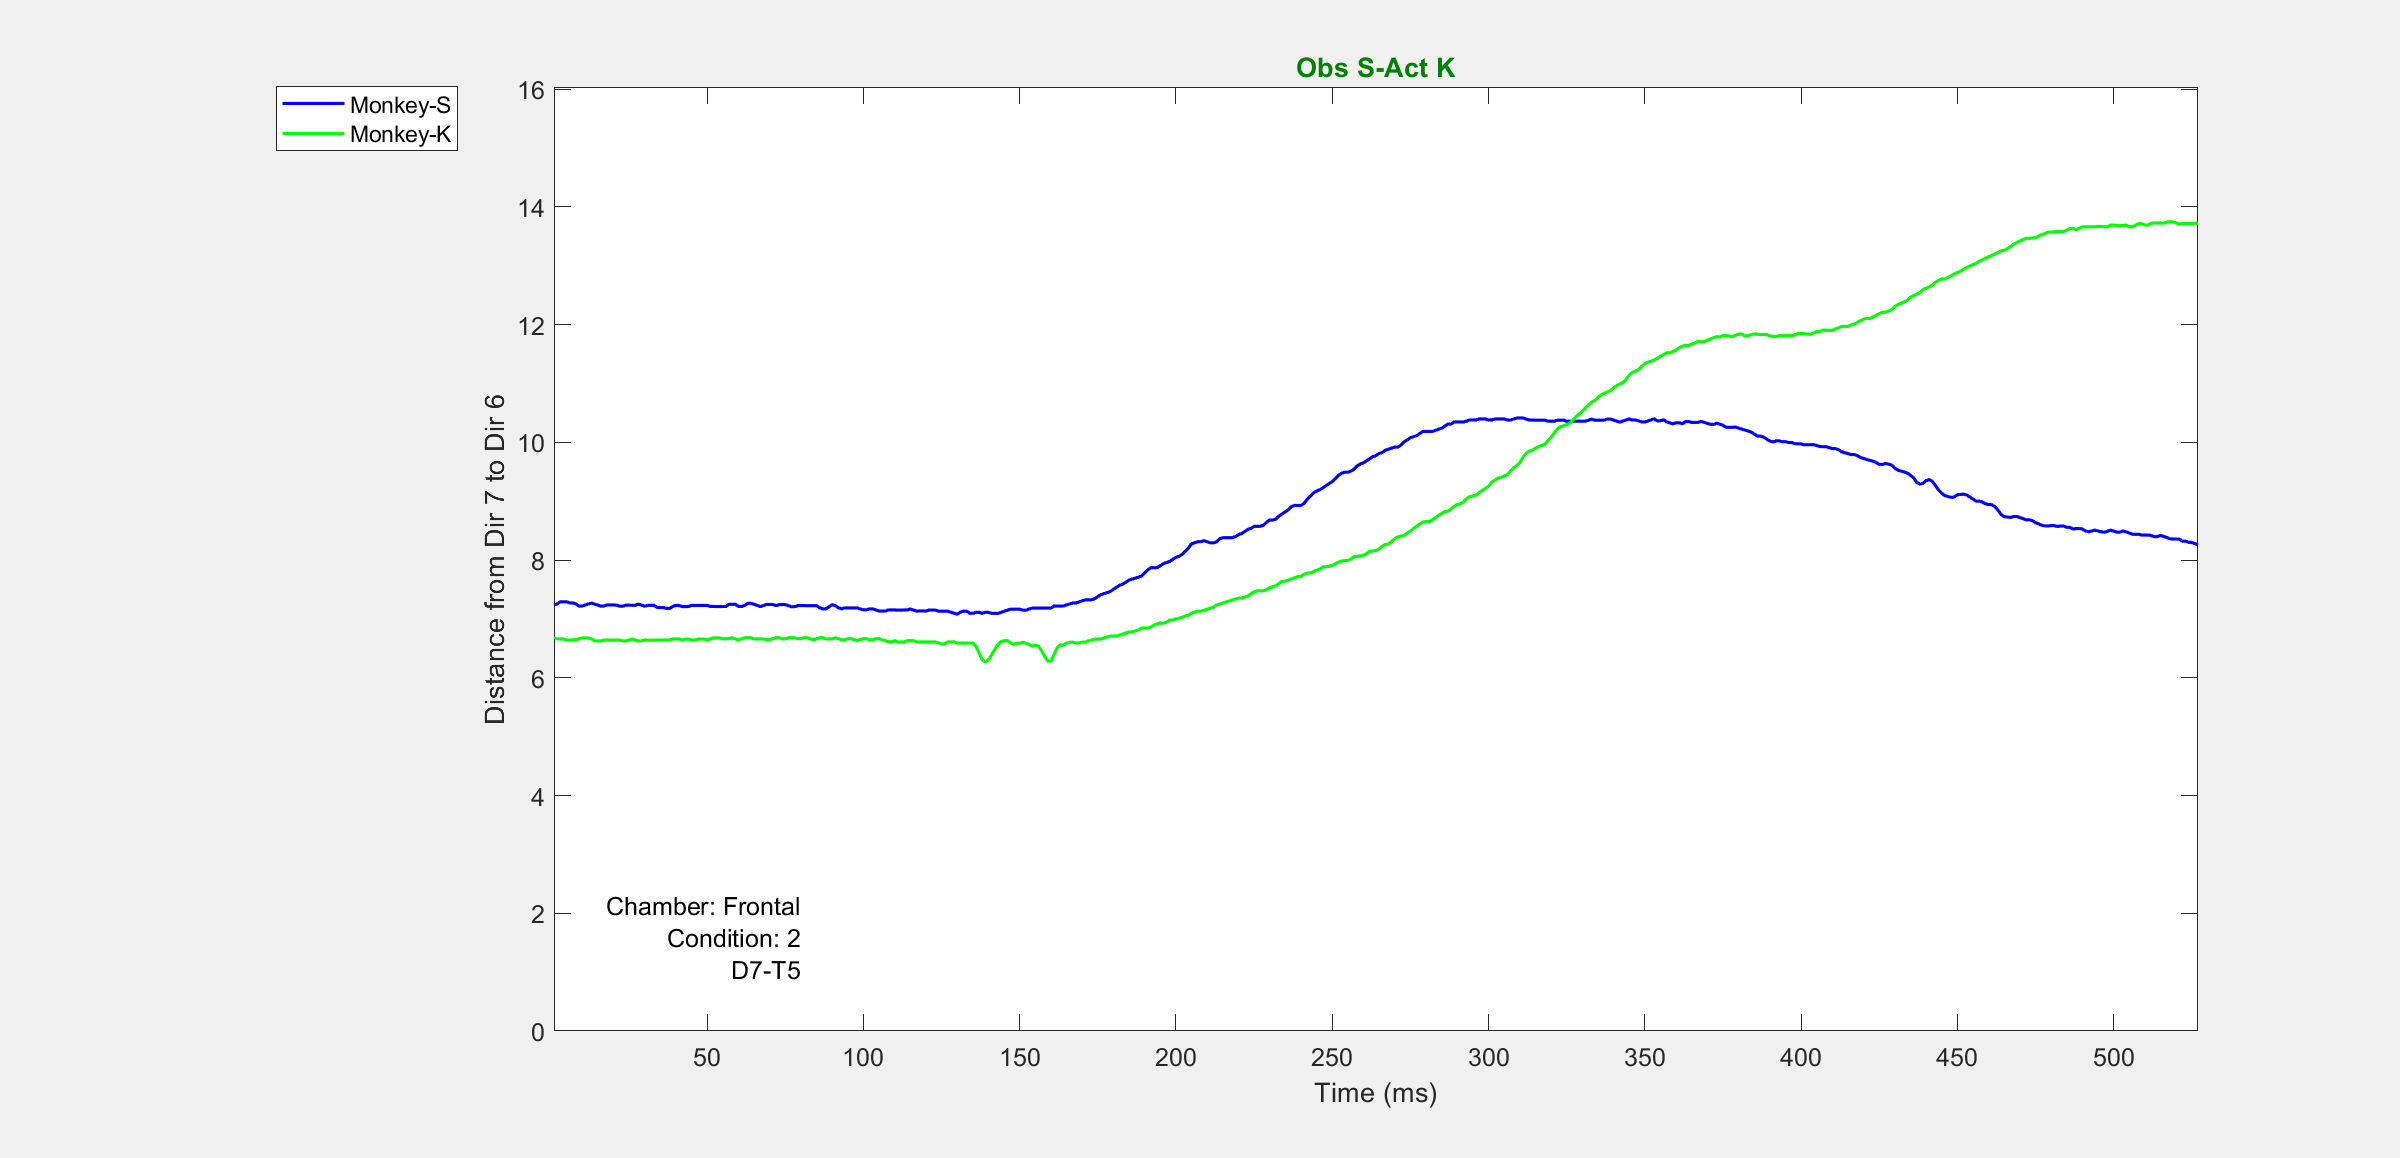 Obs S-Act K
Monkey-S
Monkey-K
16
14
12
10
8
6
4
2
0
Distance from Dir 7 to Dir 6
Chamber: Frontal
Condition: 2
D7-T5
50 100 150 200 250 300 350 400 450 500
Time (ms)